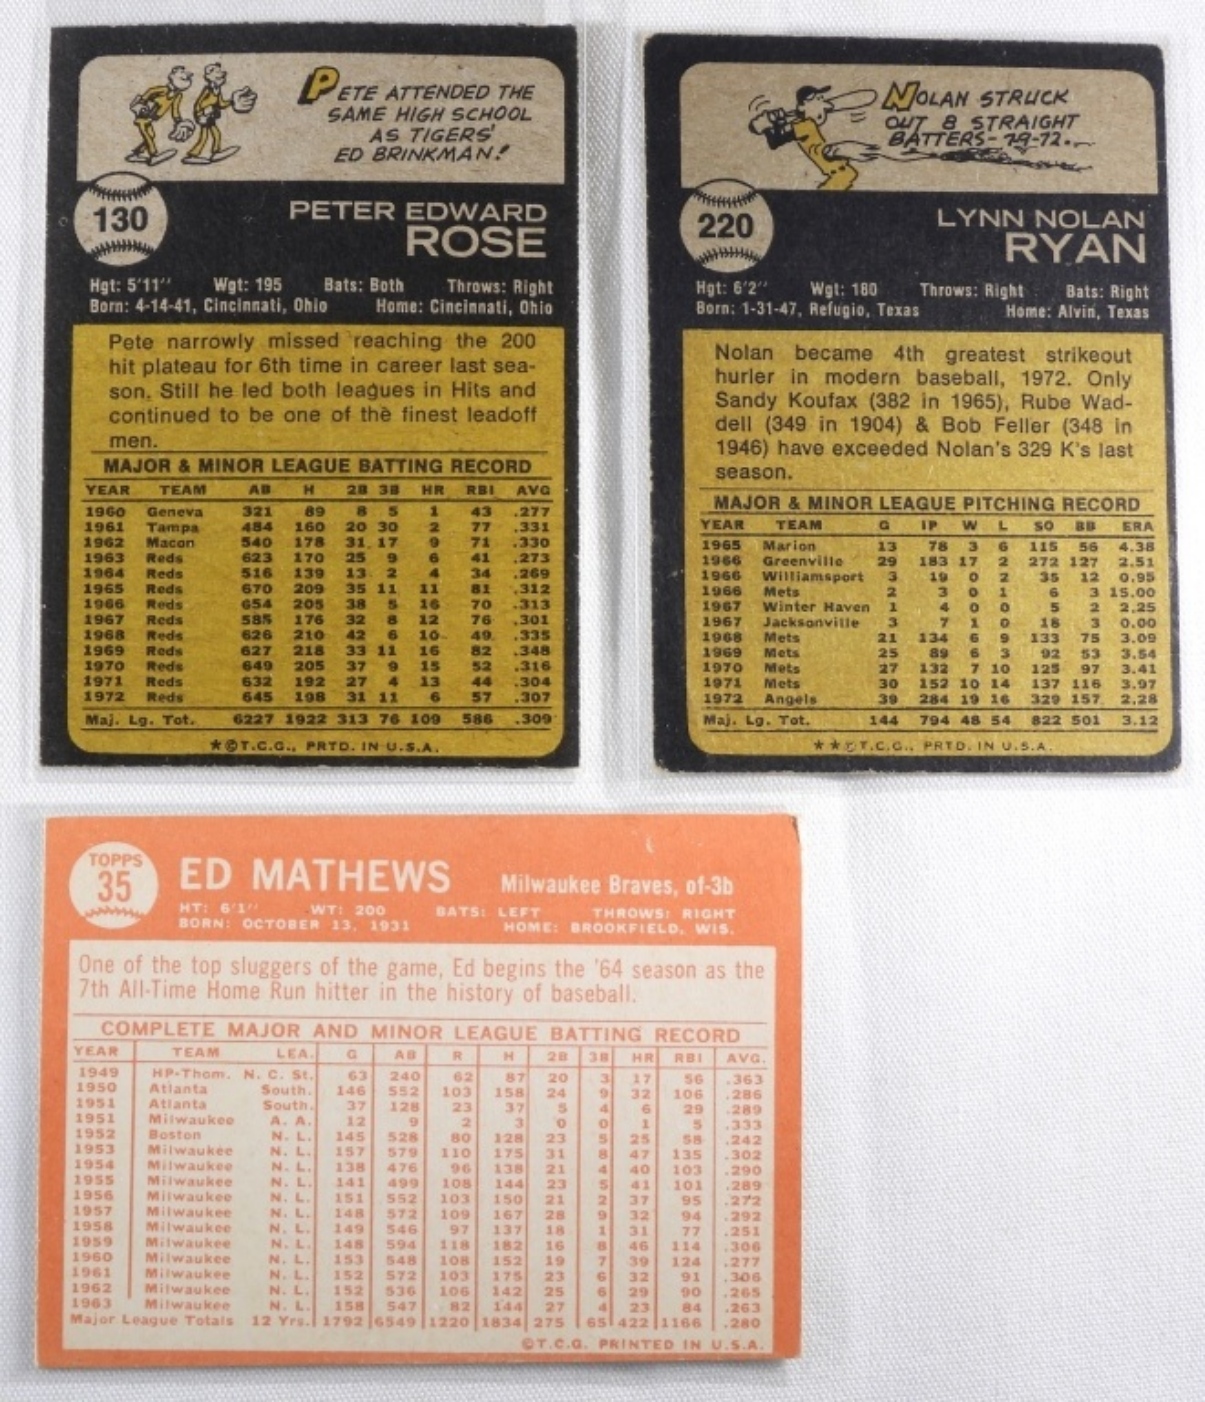 PETE ATTENDED THE
SAME HIGH SCHOOL
AS TIGERS'
ED BRINKMAN!
130
PETER EDWARD
ROSE
Hgt: 5'11" Wgt: 195 Bats: Both Throws: Right
Born: 4-14-41, Cincinnati, Ohio Home: Cincinnati, Ohio
Pete narrowly missed reaching the 200
hit plateau for 6th time in career last sea-
son. Still he led both leagues in Hits and
continued to be one of the finest leadoff
men.
MAJOR & MINOR LEAGUE BATTING RECORD
YEAR TEAM AB H 2B 3B HR RBI AVG
1960 Geneva 321 89 8 5 1 43 .277
1961 Tampa 484 160 20 30 2 77 .331
1962 Macon 540 178 31 17 9 71 .330
1963 Reds 623 170 25 9 6 41 .273
1964 Reds 516 139 13 2 4 34 .269
1965 Reds 670 209 35 11 11 81 .312
1966 Reds 654 205 38 5 16 70 .313
1967 Reds 585 176 32 8 12 76 .301
1968 Reds 626 210 42 6 10 49 .335
1969 Reds 627 218 33 11 16 82 .348
1970 Reds 649 205 37 9 15 52 .316
1971 Reds 632 192 27 4 13 44 .304
1972 Reds 645 198 31 11 6 57 .307
Maj. Lg. Tot. 6227 1922 313 76 109 586 .309
★©T.C.G., PRTD. IN U.S.A.
NOLAN STRUCK
OUT 8 STRAIGHT
BATTERS-7-9-72...
220
LYNN NOLAN
RYAN
Hgt: 6'2" Wgt: 180 Throws: Right Bats: Right
Born: 1-31-47, Refugio, Texas Home: Alvin, Texas
Nolan became 4th greatest strikeout
hurler in modern baseball, 1972. Only
Sandy Koufax (382 in 1965), Rube Wad-
dell (349 in 1904) & Bob Feller (348 in
1946) have exceeded Nolan's 329 K's last
season.
MAJOR & MINOR LEAGUE PITCHING RECORD
YEAR TEAM G IP W L SO BB ERA
1965 Marion 13 78 3 6 115 56 4.38
1966 Greenville 29 183 17 2 272 127 2.51
1966 Williamsport 3 19 0 2 35 12 0.95
1966 Mets 2 3 0 1 6 3 15.00
1967 Winter Haven 1 4 0 0 5 2 2.25
1967 Jacksonville 3 7 1 0 18 3 0.00
1968 Mets 21 134 6 9 133 75 3.09
1969 Mets 25 89 6 3 92 53 3.54
1970 Mets 27 132 7 10 125 97 3.41
1971 Mets 30 152 10 14 137 116 3.97
1972 Angels 39 284 19 16 329 157 2.28
Maj. Lg. Tot. 144 794 48 54 822 501 3.12
★★©T.C.G., PRTD. IN U.S.A.
TOPPS
35
ED MATHEWS Milwaukee Braves, of-3b
HT: 6'1" WT: 200 BATS: LEFT THROWS: RIGHT
BORN: OCTOBER 13, 1931 HOME: BROOKFIELD, WIS.
One of the top sluggers of the game, Ed begins the '64 season as the
7th All-Time Home Run hitter in the history of baseball.
COMPLETE MAJOR AND MINOR LEAGUE BATTING RECORD
YEAR TEAM LEA. G AB R H 2B 3B HR RBI AVG.
1949 HP-Thom. N. C. St. 63 240 62 87 20 3 17 56 .363
1950 Atlanta South. 146 552 103 158 24 9 32 106 .286
1951 Atlanta South. 37 128 23 37 5 4 6 29 .289
1951 Milwaukee A. A. 12 9 2 3 0 0 1 5 .333
1952 Boston N. L. 145 528 80 128 23 5 25 58 .242
1953 Milwaukee N. L. 157 579 110 175 31 8 47 135 .302
1954 Milwaukee N. L. 138 476 96 138 21 4 40 103 .290
1955 Milwaukee N. L. 141 499 108 144 23 5 41 101 .289
1956 Milwaukee N. L. 151 552 103 150 21 2 37 95 .272
1957 Milwaukee N. L. 148 572 109 167 28 9 32 94 .292
1958 Milwaukee N. L. 149 546 97 137 18 1 31 77 .251
1959 Milwaukee N. L. 148 594 118 182 16 8 46 114 .306
1960 Milwaukee N. L. 153 548 108 152 19 7 39 124 .277
1961 Milwaukee N. L. 152 572 103 175 23 6 32 91 .306
1962 Milwaukee N. L. 152 536 106 142 25 6 29 90 .265
1963 Milwaukee N. L. 158 547 82 144 27 4 23 84 .263
Major League Totals 12 Yrs. 1792 6549 1220 1834 275 65 422 1166 .280
©T.C.G. PRINTED IN U.S.A.